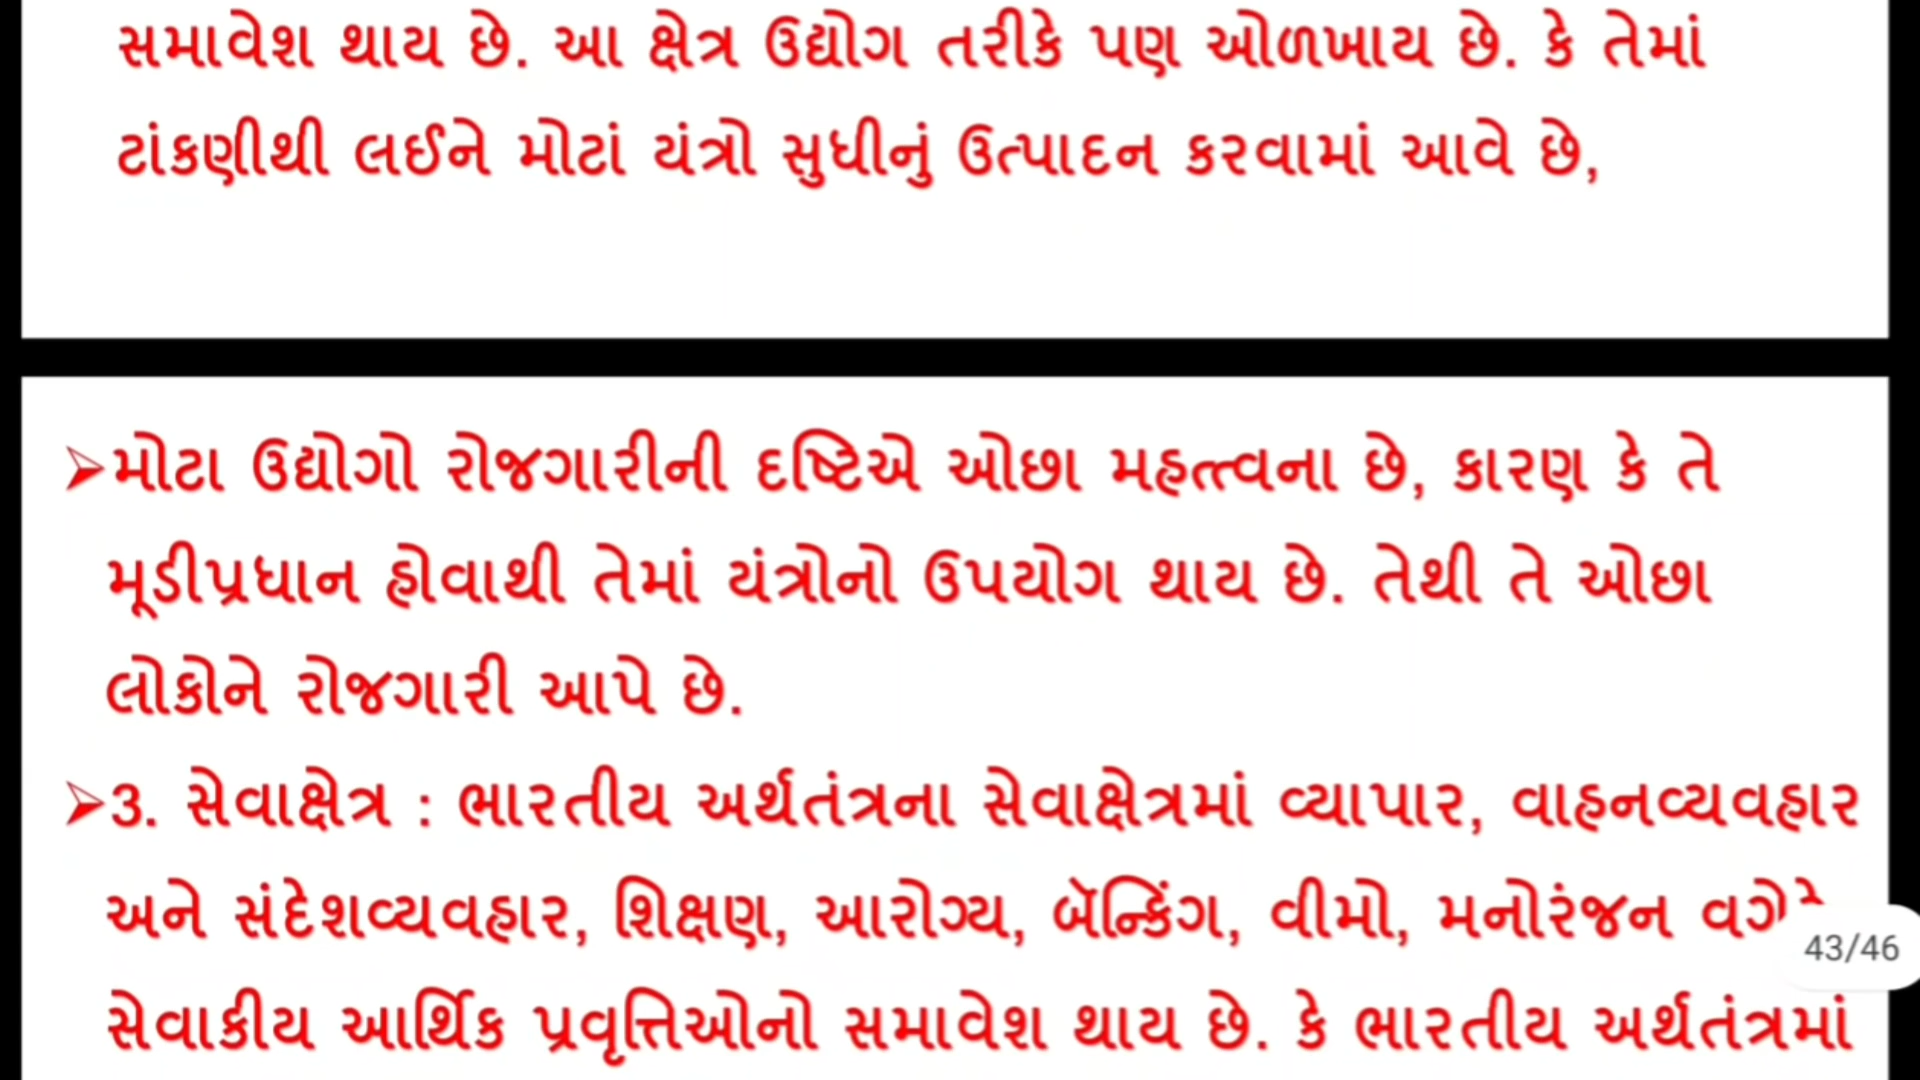 સમાવેશ થાય છે. આ ક્ષેત્ર ઉદ્યોગ તરીકે પણ ઓળખાય છે. કે તેમાં
ટાંકણીથી લઈને મોટાં યંત્રો સુધીનું ઉત્પાદન કરવામાં આવે છે,
➢મોટા ઉદ્યોગો રોજગારીની દષ્ટિએ ઓછા મહત્ત્વના છે, કારણ કે તે
મૂડીપ્રધાન હોવાથી તેમાં યંત્રોનો ઉપયોગ થાય છે. તેથી તે ઓછા
લોકોને રોજગારી આપે છે.
➢3. સેવાક્ષેત્ર : ભારતીય અર્થતંત્રના સેવાક્ષેત્રમાં વ્યાપાર, વાહનવ્યવહાર
અને સંદેશવ્યવહાર, શિક્ષણ, આરોગ્ય, બૅન્કિંગ, વીમો, મનોરંજન વગેરે
43/46
સેવાકીય આર્થિક પ્રવૃત્તિઓનો સમાવેશ થાય છે. કે ભારતીય અર્થતંત્રમાં